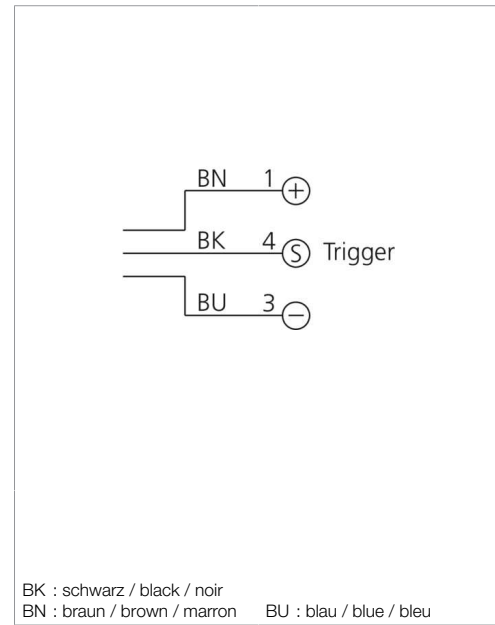 BN 1 +
BK 4 S Trigger
BU 3 −
BK : schwarz / black / noir
BN : braun / brown / marron BU : blau / blue / bleu